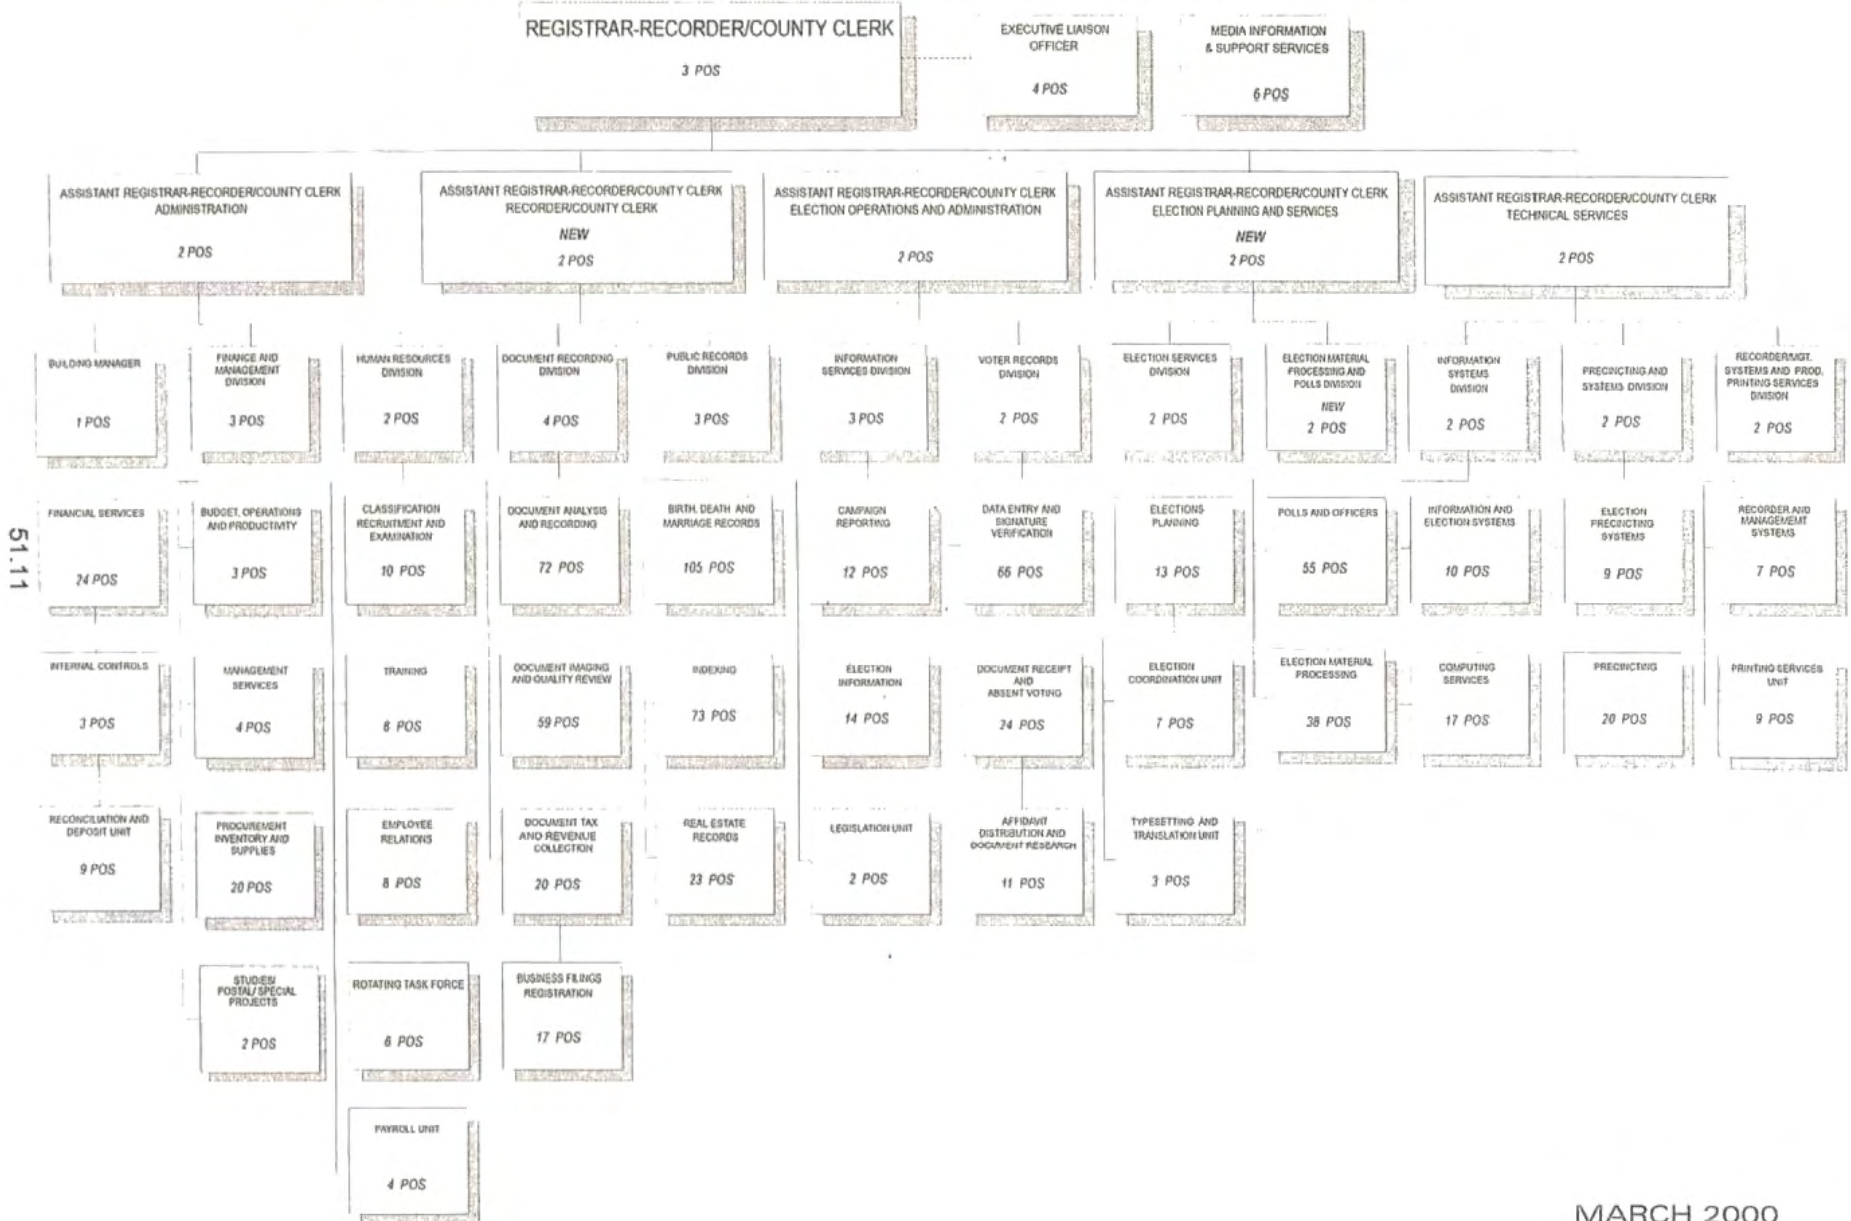 REGISTRAR-RECORDER/COUNTY CLERK
3 POS
EXECUTIVE LIAISON
OFFICER
4 POS
MEDIA INFORMATION
& SUPPORT SERVICES
6 POS
ASSISTANT REGISTRAR-RECORDER/COUNTY CLERK
ADMINISTRATION
2 POS
ASSISTANT REGISTRAR-RECORDER/COUNTY CLERK
RECORDER/COUNTY CLERK
NEW
2 POS
ASSISTANT REGISTRAR-RECORDER/COUNTY CLERK
ELECTION OPERATIONS AND ADMINISTRATION
2 POS
ASSISTANT REGISTRAR-RECORDER/COUNTY CLERK
ELECTION PLANNING AND SERVICES
NEW
2 POS
ASSISTANT REGISTRAR-RECORDER/COUNTY CLERK
TECHNICAL SERVICES
2 POS
BUILDING MANAGER
1 POS
FINANCE AND
MANAGEMENT
DIVISION
3 POS
HUMAN RESOURCES
DIVISION
2 POS
DOCUMENT RECORDING
DIVISION
4 POS
PUBLIC RECORDS
DIVISION
3 POS
INFORMATION
SERVICES DIVISION
3 POS
VOTER RECORDS
DIVISION
2 POS
ELECTION SERVICES
DIVISION
2 POS
ELECTION MATERIAL
PROCESSING AND
POLLS DIVISION
NEW
2 POS
INFORMATION
SYSTEMS
DIVISION
2 POS
PRECINCTING AND
SYSTEMS DIVISION
2 POS
RECORDER/MGT.
SYSTEMS AND PROD.
PRINTING SERVICES
DIVISION
2 POS
FINANCIAL SERVICES
24 POS
BUDGET, OPERATIONS
AND PRODUCTIVITY
3 POS
CLASSIFICATION
RECRUITMENT AND
EXAMINATION
10 POS
DOCUMENT ANALYSIS
AND RECORDING
72 POS
BIRTH, DEATH AND
MARRIAGE RECORDS
105 POS
CAMPAIGN
REPORTING
12 POS
DATA ENTRY AND
SIGNATURE
VERIFICATION
66 POS
ELECTIONS
PLANNING
13 POS
POLLS AND OFFICERS
55 POS
INFORMATION AND
ELECTION SYSTEMS
10 POS
ELECTION
PRECINCTING
SYSTEMS
9 POS
RECORDER AND
MANAGEMEMT
SYSTEMS
7 POS
INTERNAL CONTROLS
3 POS
MANAGEMENT
SERVICES
4 POS
TRAINING
POS
DOCUMENT IMAGING
AND QUALITY REVIEW
59 POS
INDEXING
73 POS
ELECTION
INFORMATION
14 POS
DOCUMENT RECEIPT
AND
ABSENT VOTING
24 POS
ELECTION
COORDINATION UNIT
7 POS
ELECTION MATERIAL
PROCESSING
38 POS
COMPUTING
SERVICES
17 POS
PRECINCTING
20 POS
PRINTING SERVICES
UNIT
9 POS
RECONCILIATION AND
DEPOSIT UNIT
9 POS
PROCUREMENT
INVENTORY AND
SUPPLIES
20 POS
EMPLOYEE
RELATIONS
8 POS
DOCUMENT TAX
AND REVENUE
COLLECTION
20 POS
REAL ESTATE
RECORDS
23 POS
LEGISLATION UNIT
2 POS
AFFIDAVIT
DISTRIBUTION AND
DOCUMENT RESEARCH
11 POS
TYPESETTING AND
TRANSLATION UNIT
3 POS
STUDIES/
POSTAL/SPECIAL
PROJECTS
2 POS
ROTATING TASK FORCE
6 POS
BUSINESS FILINGS
REGISTRATION
17 POS
PAYROLL UNIT
4 POS
51.11
MARCH 2000